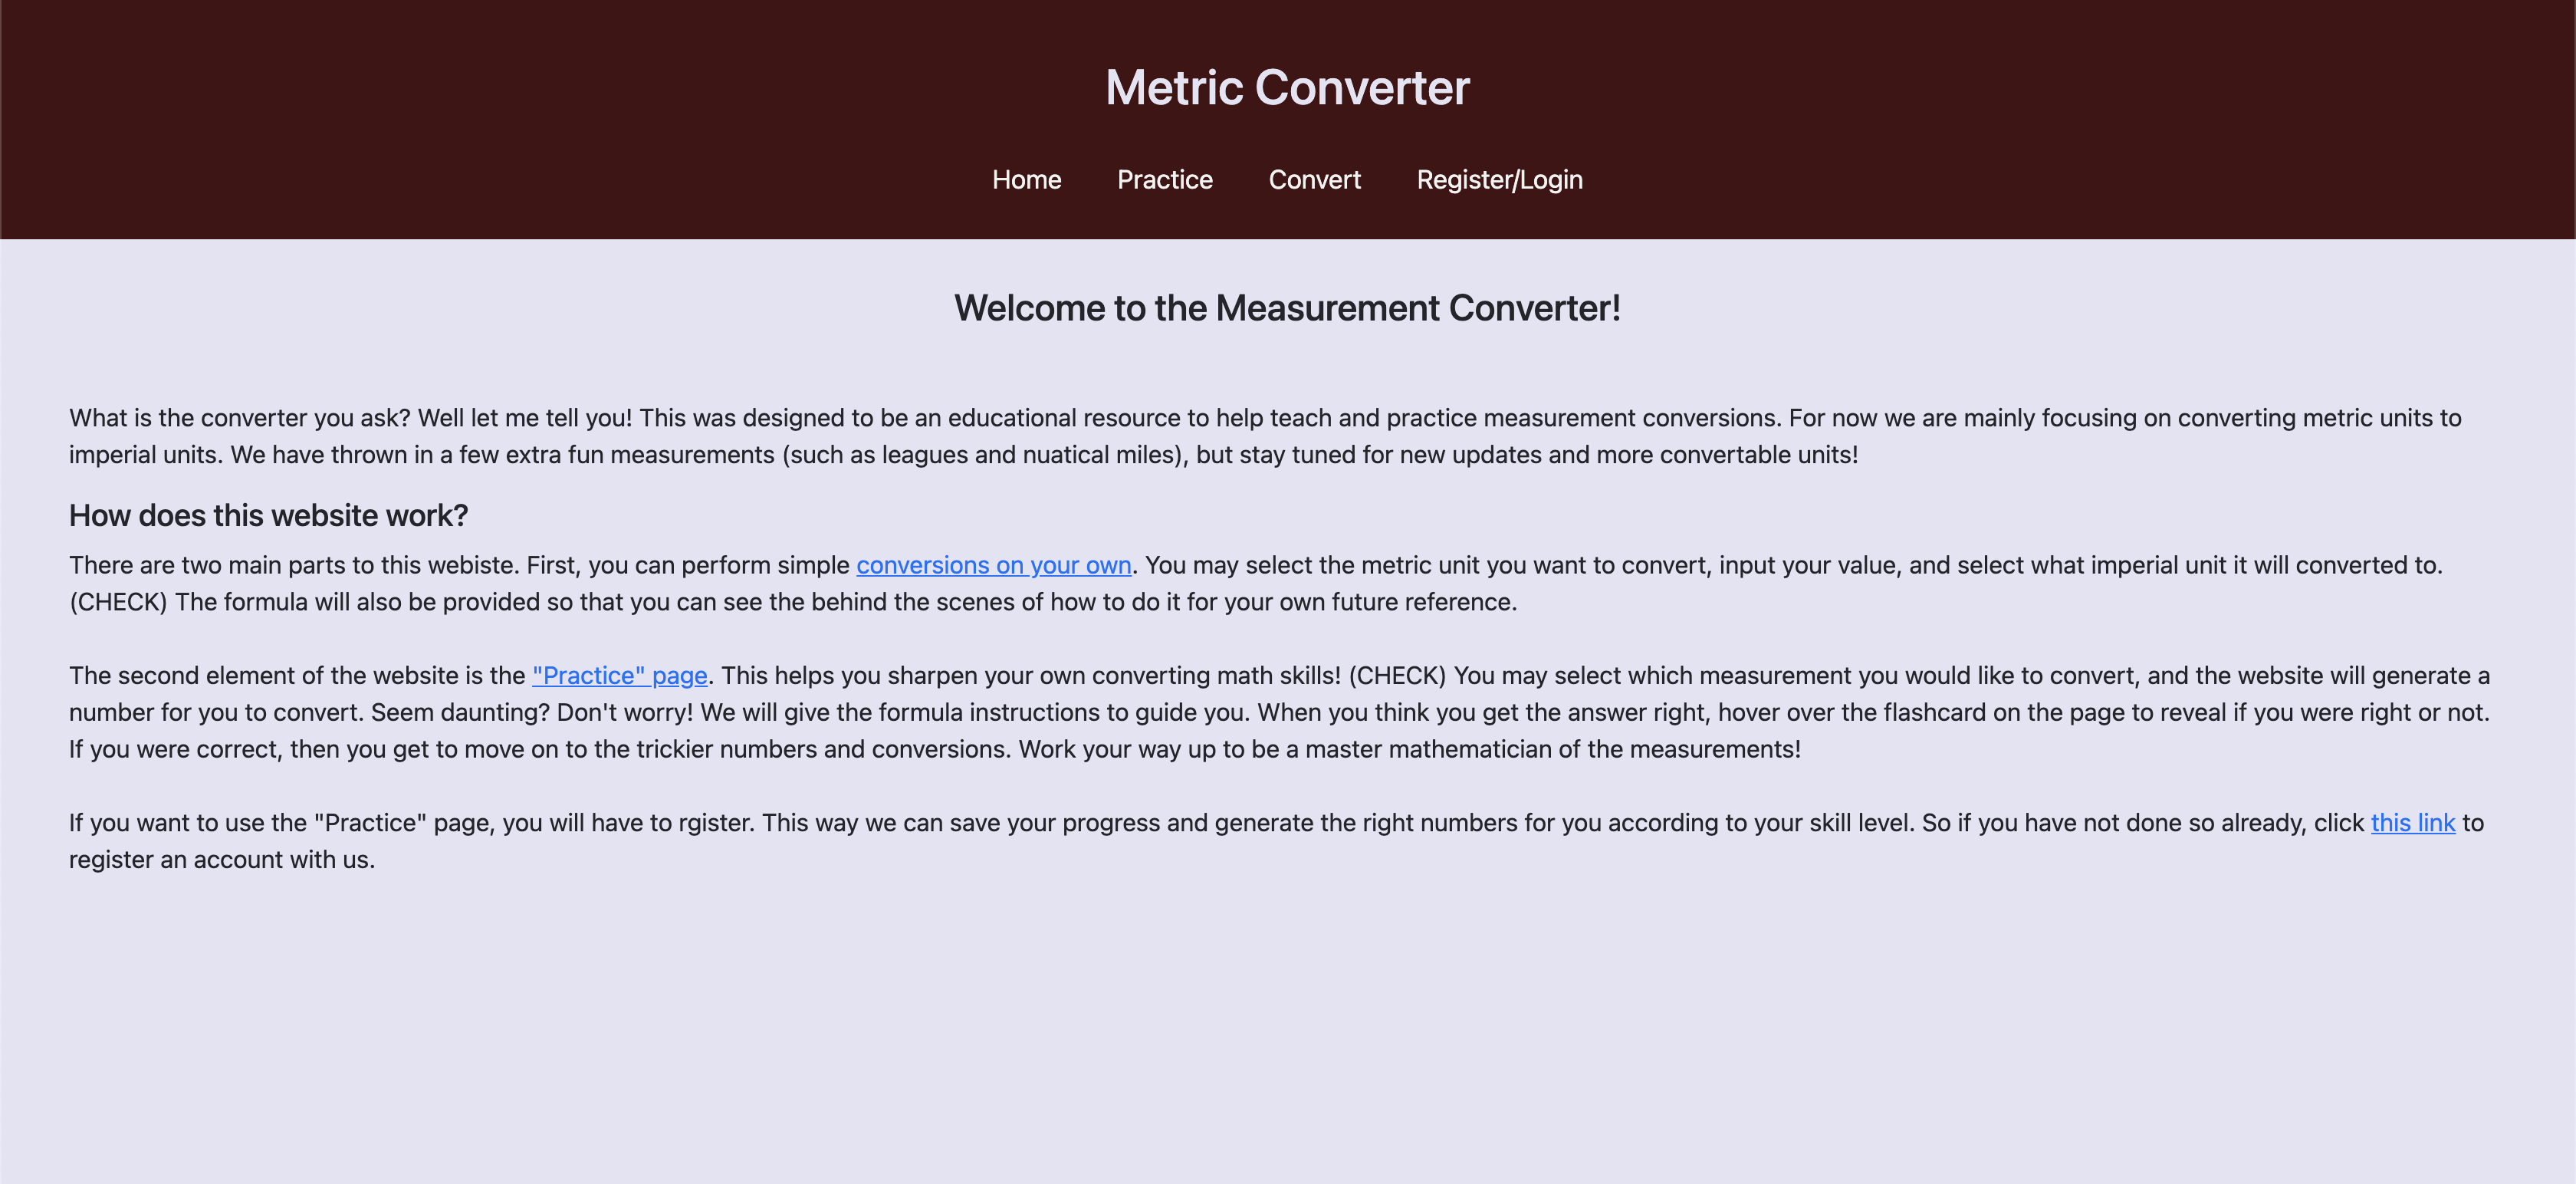 Metric Converter
Home Practice Convert Register/Login
Welcome to the Measurement Converter!
What is the converter you ask? Well let me tell you! This was designed to be an educational resource to help teach and practice measurement conversions. For now we are mainly focusing on converting metric units to
imperial units. We have thrown in a few extra fun measurements (such as leagues and nuatical miles), but stay tuned for new updates and more convertable units!
How does this website work?
There are two main parts to this webiste. First, you can perform simple conversions on your own. You may select the metric unit you want to convert, input your value, and select what imperial unit it will converted to.
(CHECK) The formula will also be provided so that you can see the behind the scenes of how to do it for your own future reference.
The second element of the website is the "Practice" page. This helps you sharpen your own converting math skills! (CHECK) You may select which measurement you would like to convert, and the website will generate a
number for you to convert. Seem daunting? Don't worry! We will give the formula instructions to guide you. When you think you get the answer right, hover over the flashcard on the page to reveal if you were right or not.
If you were correct, then you get to move on to the trickier numbers and conversions. Work your way up to be a master mathematician of the measurements!
If you want to use the "Practice" page, you will have to rgister. This way we can save your progress and generate the right numbers for you according to your skill level. So if you have not done so already, click this link to
register an account with us.